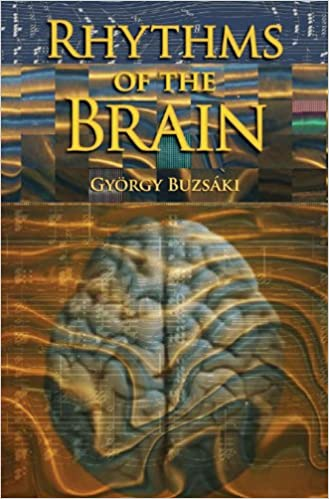 RHYTHMS
OF THE
BRAIN
GYÖRGY BUZSÁKI